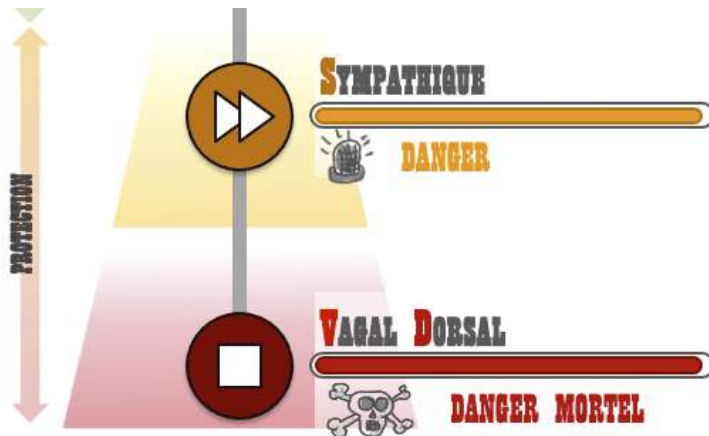 SYMPATHIQUE
DANGER
PROTECTION
VAGAL DORSAL
DANGER MORTEL